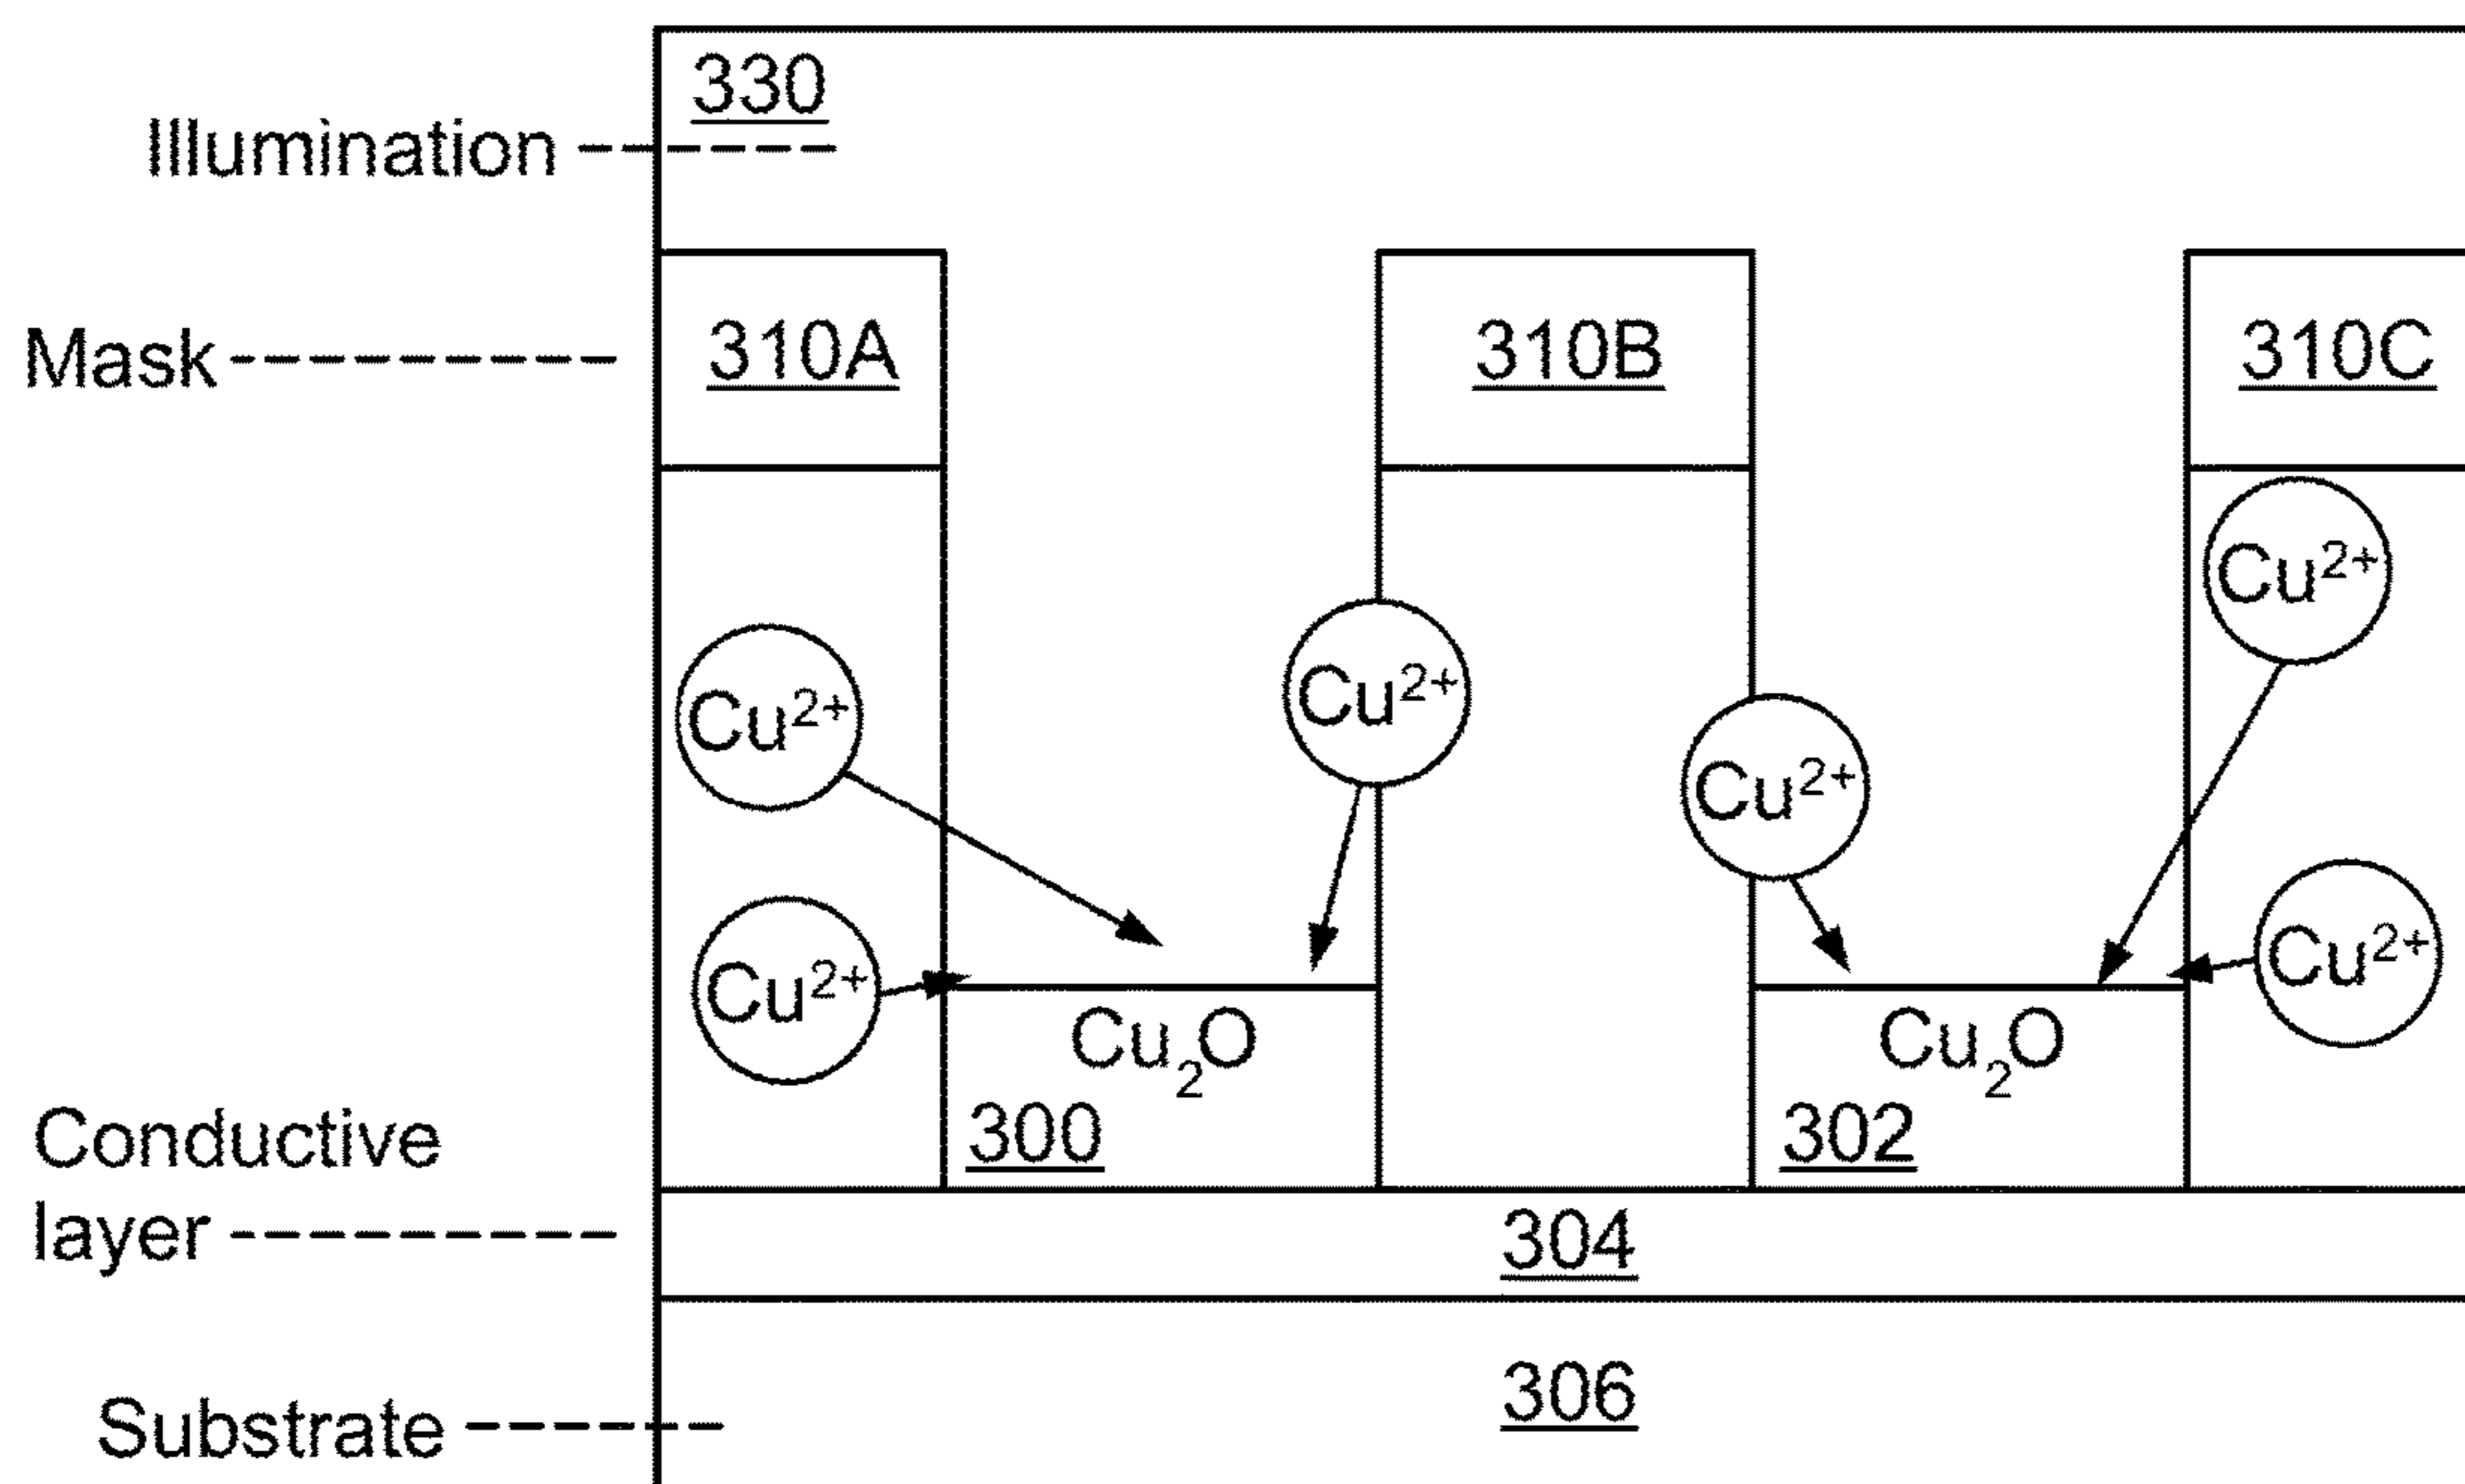 330
Illumination
Mask
310A
310B
310C
Cu²⁺
Cu²⁺
Cu²⁺
Cu²⁺
Cu²⁺
Cu²⁺
Cu₂O
Cu₂O
300
302
Conductive
layer
304
306
Substrate